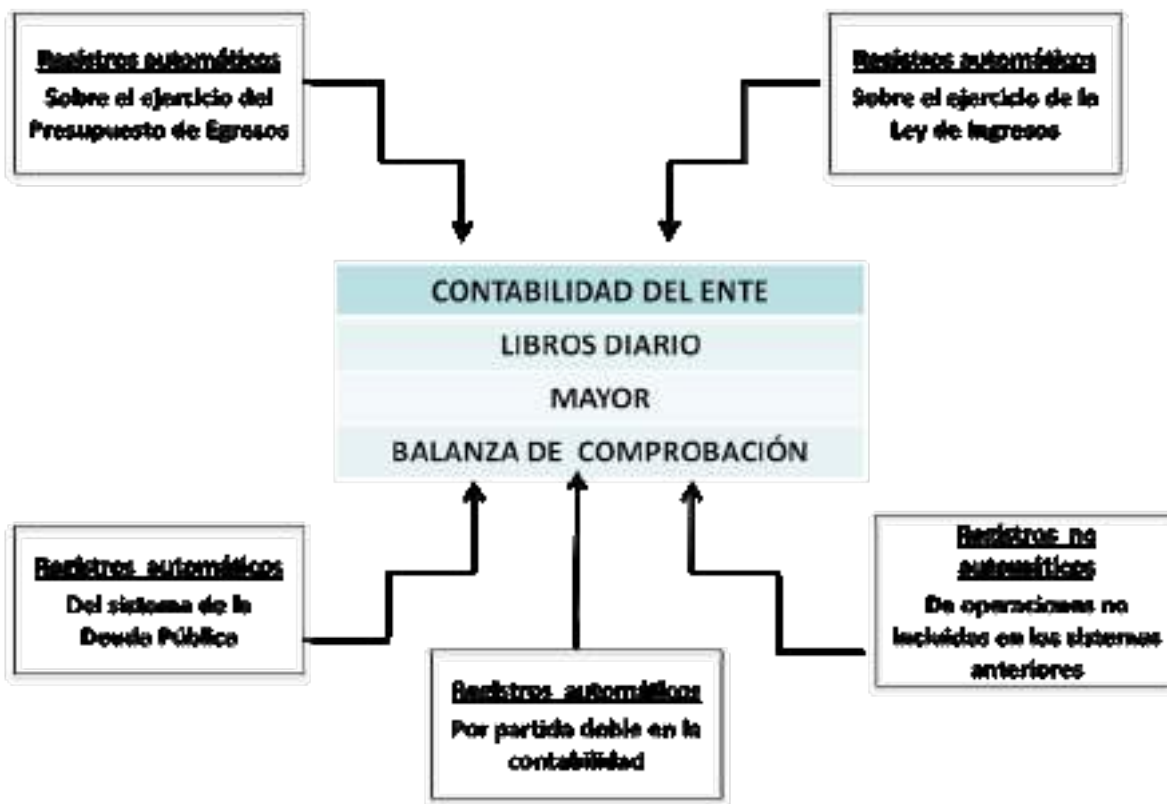 Registros automáticos
Sobre el ejercicio del
Presupuesto de Egresos
Registros automáticos
Sobre el ejercicio de la
Ley de Ingresos
CONTABILIDAD DEL ENTE
LIBROS DIARIO
MAYOR
BALANZA DE COMPROBACIÓN
Registros automáticos
Del sistema de la
Deuda Pública
Registros automáticos
Por partida doble en la
contabilidad
Registros no
automáticos
De operaciones no
incluidas en los sistemas
anteriores